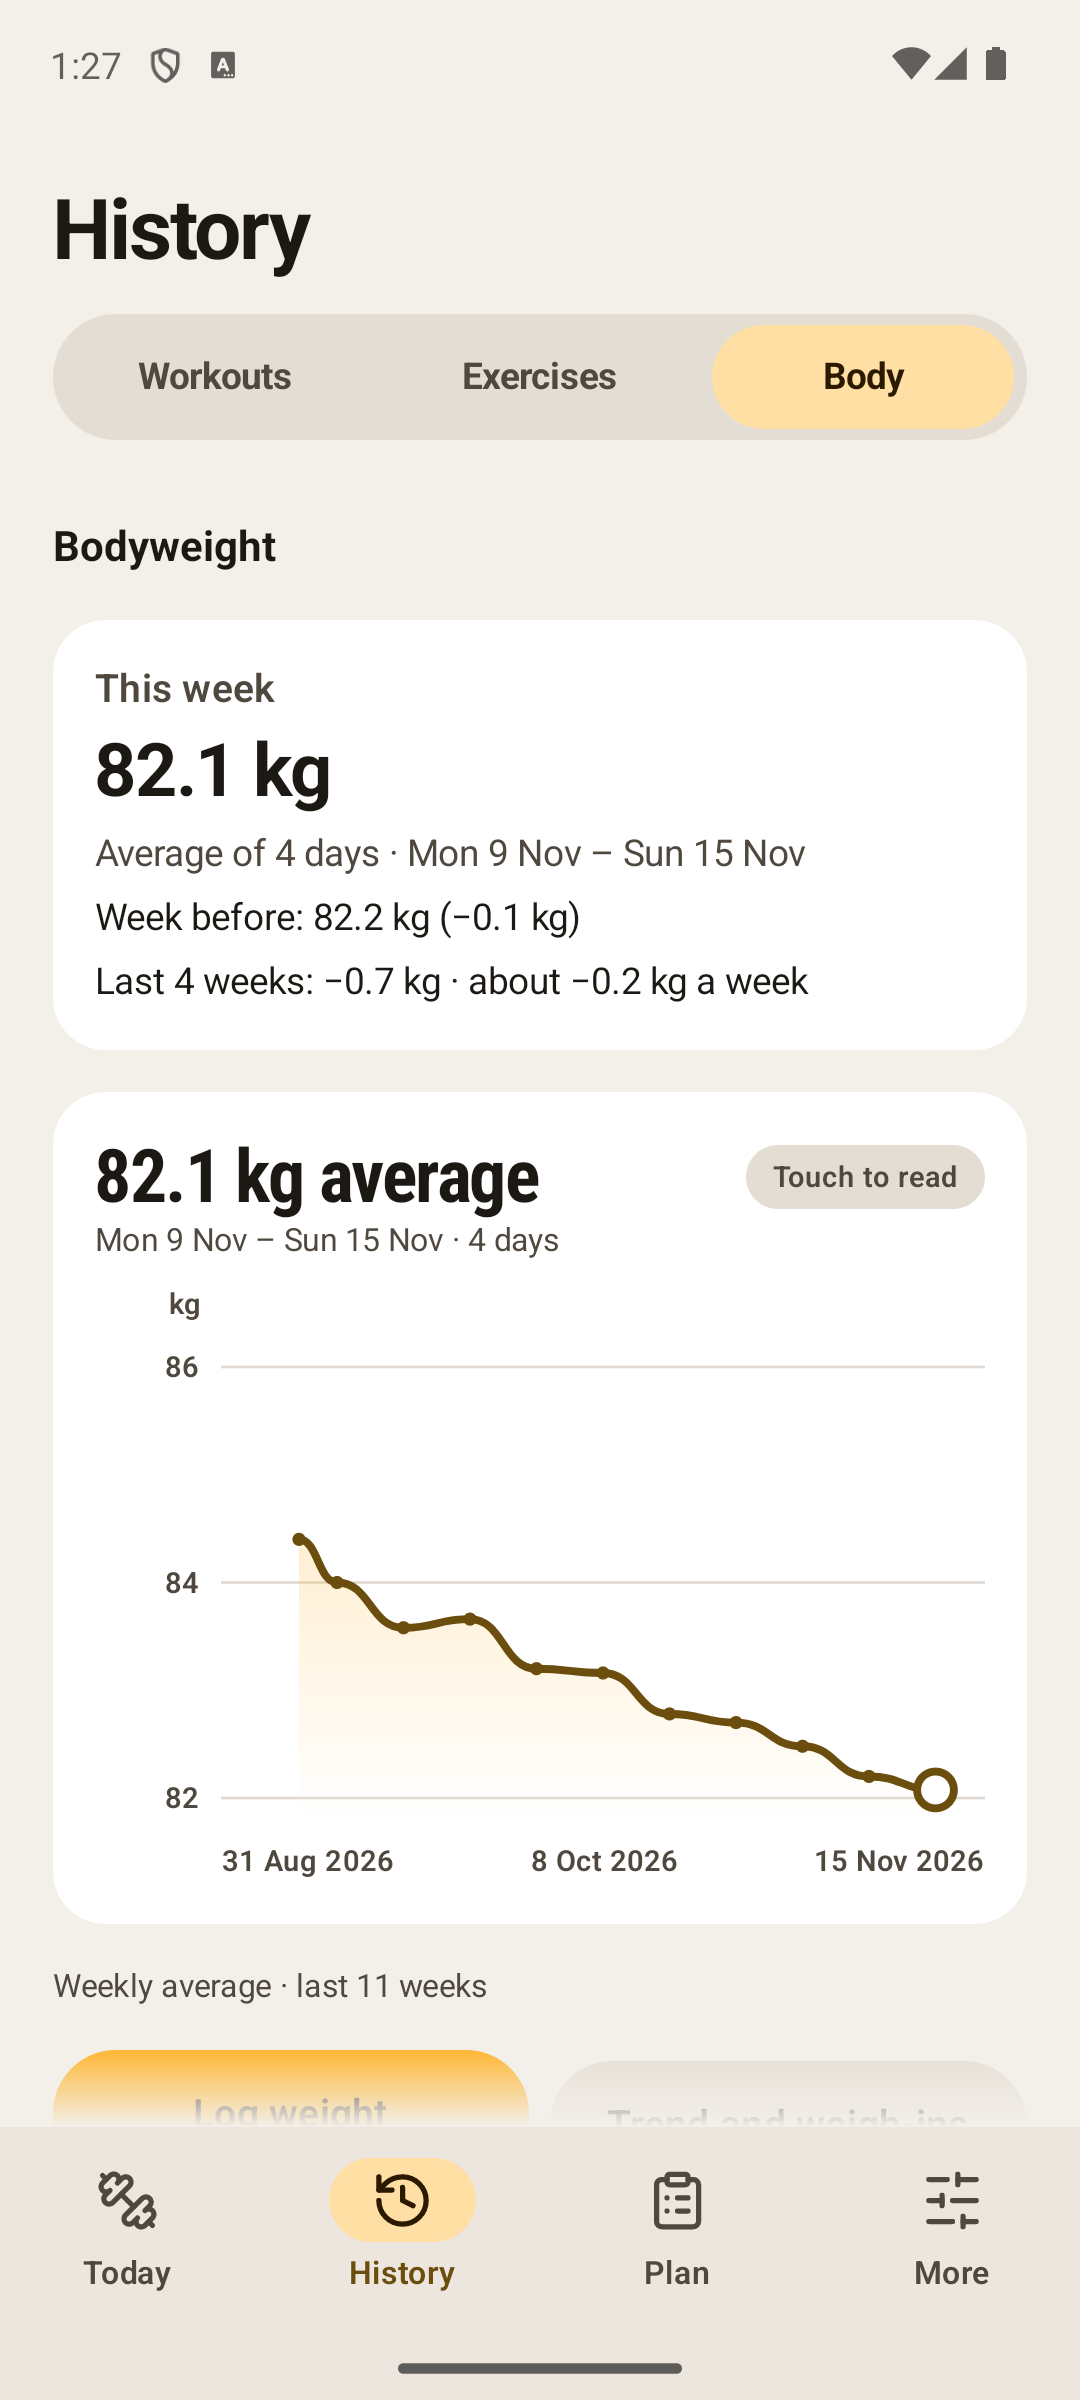 1:27
History
Workouts Exercises Body
Bodyweight
This week
82.1 kg
Average of 4 days · Mon 9 Nov – Sun 15 Nov
Week before: 82.2 kg (−0.1 kg)
Last 4 weeks: −0.7 kg · about −0.2 kg a week
82.1 kg average
Touch to read
Mon 9 Nov – Sun 15 Nov · 4 days
kg
86
84
82
31 Aug 2026 8 Oct 2026 15 Nov 2026
Weekly average · last 11 weeks
Log weight Trend and weigh-ins
Today History Plan More